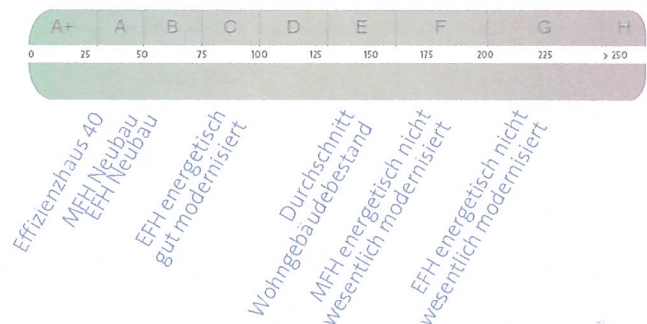 A+ A B C D E F G H
0 25 50 75 100 125 150 175 200 225 > 250
Effizienzhaus 40
MFH Neubau
EFH Neubau
EFH energetisch
gut modernisiert
Durchschnitt
Wohngebäudebestand
MFH energetisch nicht
wesentlich modernisiert
EFH energetisch nicht
wesentlich modernisiert